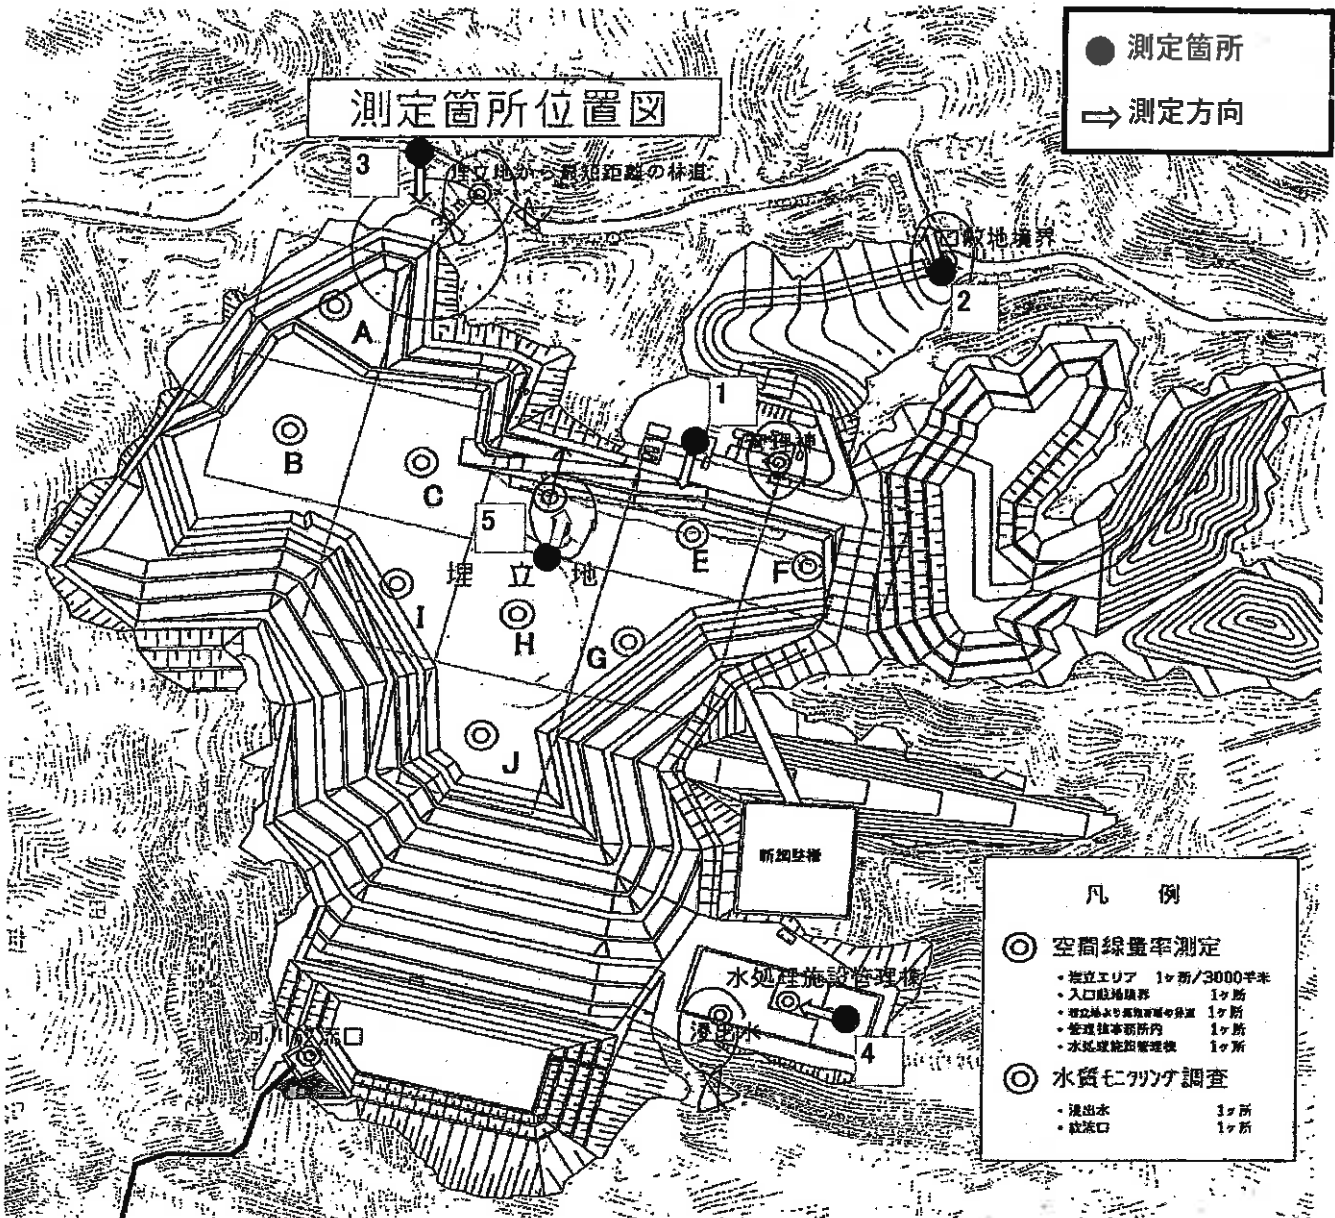 測定箇所
測定方向
測定箇所位置図
3
埋立地から最短距離の林道
入口敷地境界
2
A
1
管理棟
B
C
5
E
F
埋立地
I
H
G
J
新調整槽
水処理施設管理棟
浸出水
4
河川放流口
凡 例
空間線量率測定
・埋立エリア 1ヶ所/3000平米
・入口敷地境界 1ヶ所
1ヶ所
・管理棟事務所内 1ヶ所
・水処理施設管理棟 1ヶ所
水質モニタリング調査
・浸出水 1ヶ所
・放流口 1ヶ所